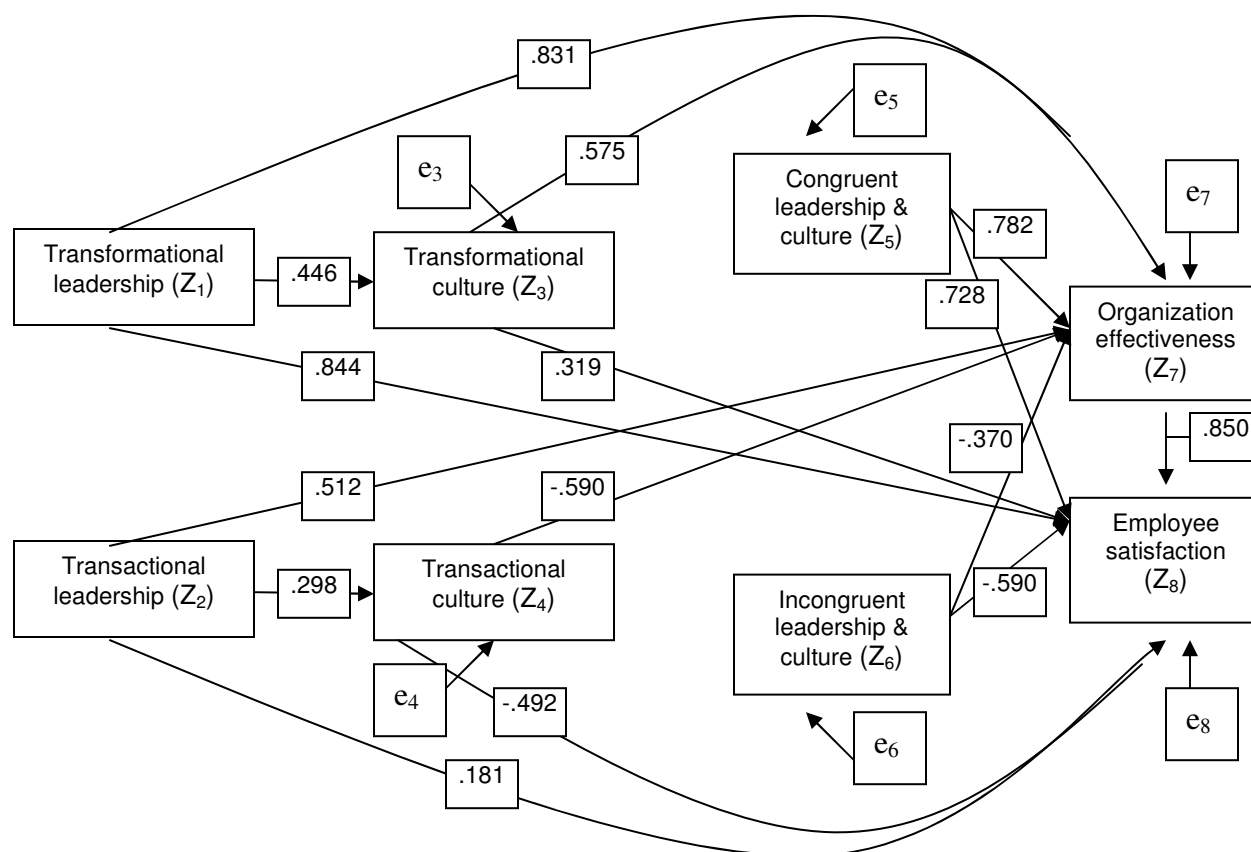 .831
e5
.575
e3
Congruent
leadership &
culture (Z5)
e7
.782
Transformational
leadership (Z1)
.446
Transformational
culture (Z3)
.728
Organization
effectiveness
(Z7)
.844
.319
.850
-.370
.512
-.590
Employee
satisfaction
(Z8)
Transactional
leadership (Z2)
.298
Transactional
culture (Z4)
Incongruent
leadership &
culture (Z6)
-.590
e4
-.492
e6
e8
.181